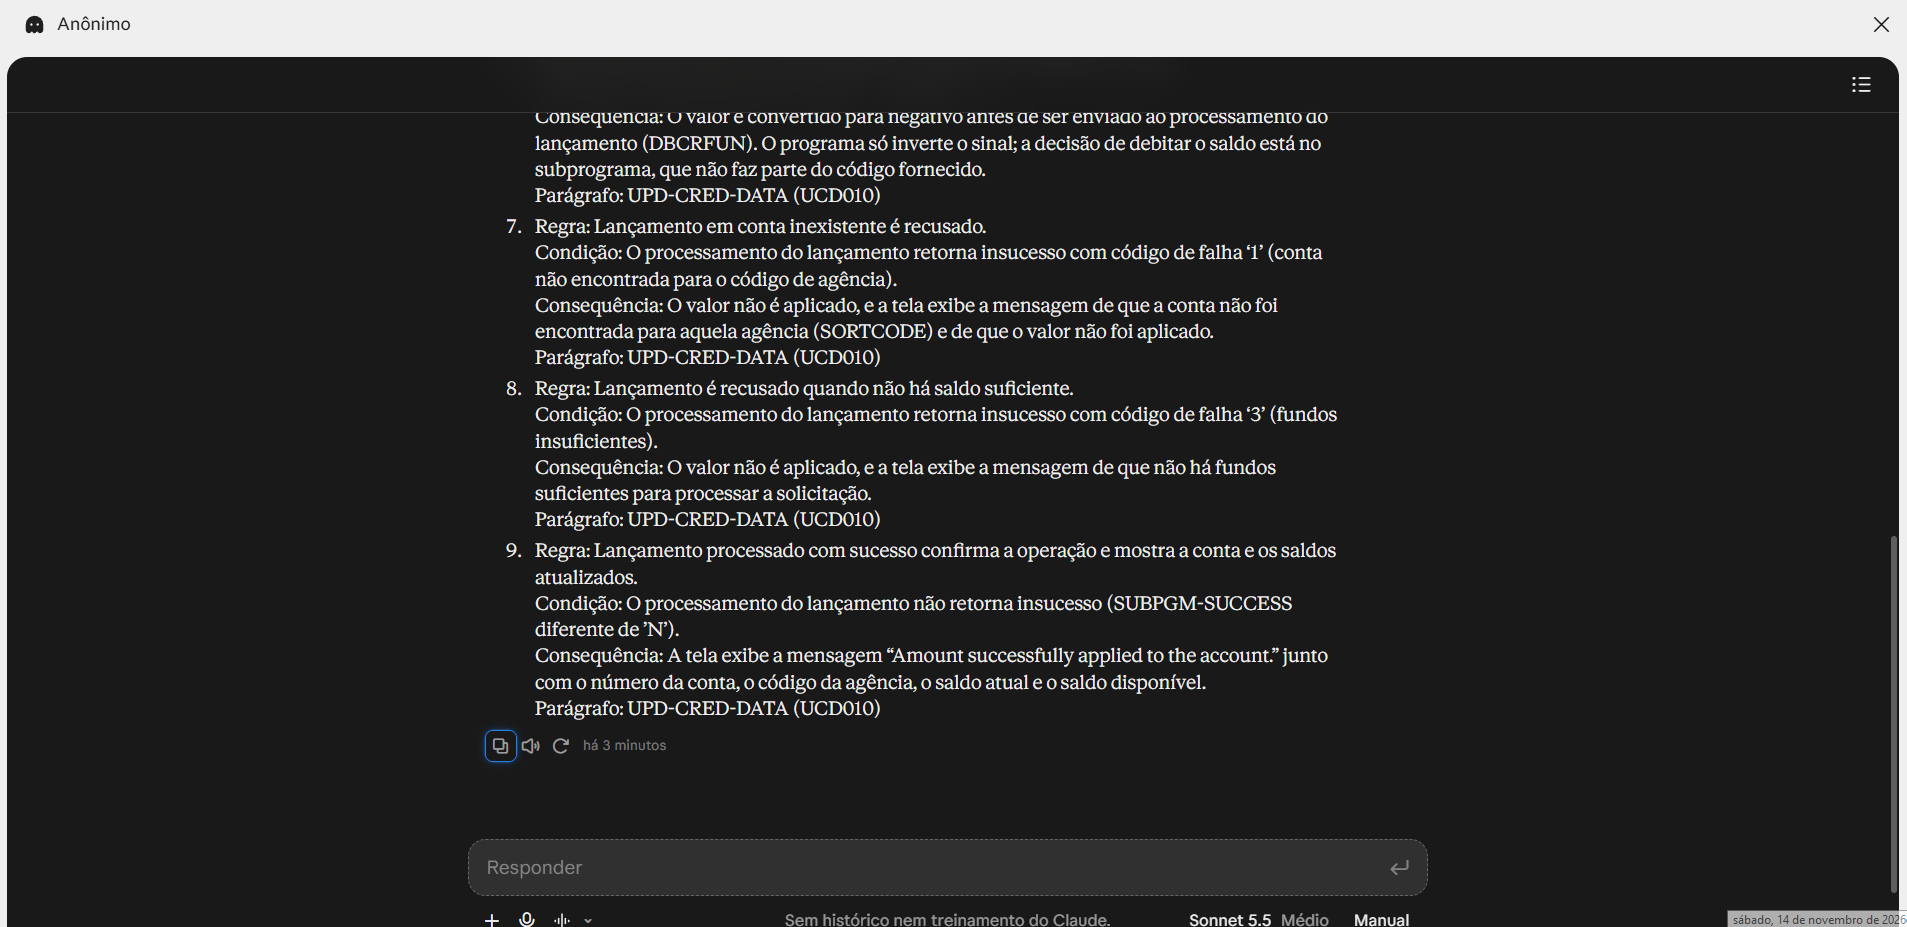 Anônimo
Consequência: O valor é convertido para negativo antes de ser enviado ao processamento do
lançamento (DBCRFUN). O programa só inverte o sinal; a decisão de debitar o saldo está no
subprograma, que não faz parte do código fornecido.
Parágrafo: UPD-CRED-DATA (UCD010)
7. Regra: Lançamento em conta inexistente é recusado.
Condição: O processamento do lançamento retorna insucesso com código de falha ‘1’ (conta
não encontrada para o código de agência).
Consequência: O valor não é aplicado, e a tela exibe a mensagem de que a conta não foi
encontrada para aquela agência (SORTCODE) e de que o valor não foi aplicado.
Parágrafo: UPD-CRED-DATA (UCD010)
8. Regra: Lançamento é recusado quando não há saldo suficiente.
Condição: O processamento do lançamento retorna insucesso com código de falha ‘3’ (fundos
insuficientes).
Consequência: O valor não é aplicado, e a tela exibe a mensagem de que não há fundos
suficientes para processar a solicitação.
Parágrafo: UPD-CRED-DATA (UCD010)
9. Regra: Lançamento processado com sucesso confirma a operação e mostra a conta e os saldos
atualizados.
Condição: O processamento do lançamento não retorna insucesso (SUBPGM-SUCCESS
diferente de ’N’).
Consequência: A tela exibe a mensagem “Amount successfully applied to the account.” junto
com o número da conta, o código da agência, o saldo atual e o saldo disponível.
Parágrafo: UPD-CRED-DATA (UCD010)
há 3 minutos
Responder
Sem histórico nem treinamento do Claude.
Sonnet 5.5 Médio
Manual
sábado, 14 de novembro de 2026